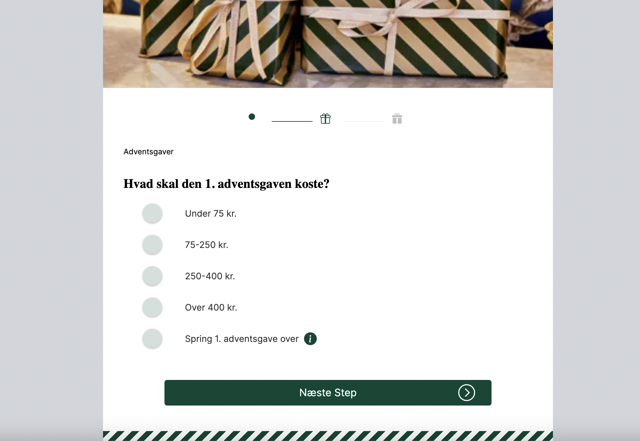 Adventsgaver
Hvad skal den 1. adventsgaven koste?
Under 75 kr.
75-250 kr.
250-400 kr.
Over 400 kr.
Spring 1. adventsgave over i
Næste Step